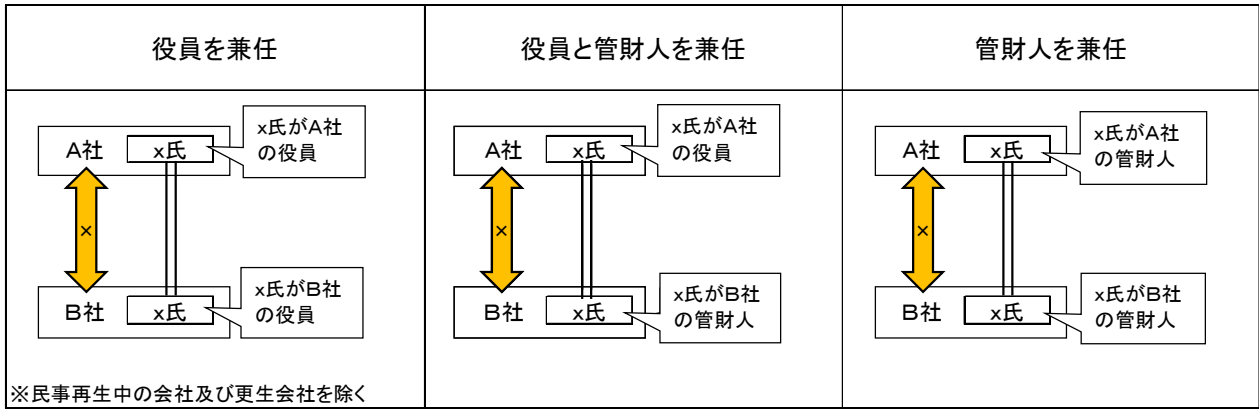 役員を兼任
役員と管財人を兼任
管財人を兼任
A社
x氏
x氏がA社
の役員
×
B社
x氏
x氏がB社
の役員
※民事再生中の会社及び更生会社を除く
A社
x氏
x氏がA社
の役員
×
B社
x氏
x氏がB社
の管財人
A社
x氏
x氏がA社
の管財人
×
B社
x氏
x氏がB社
の管財人